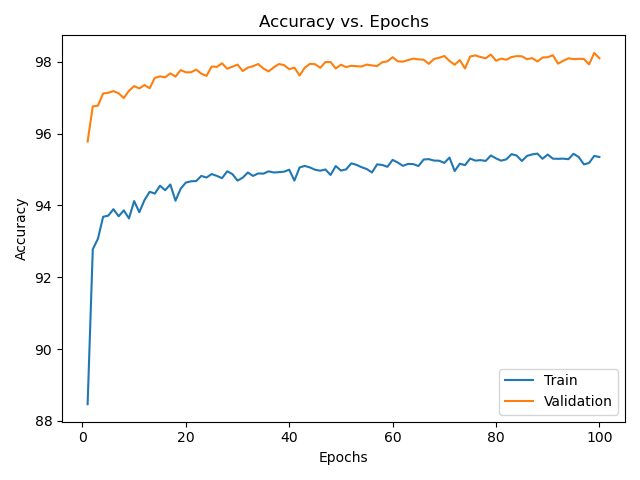 Accuracy vs. Epochs
Accuracy
98
96
94
92
90
88
0 20 40 60 80 100
Epochs
Train
Validation